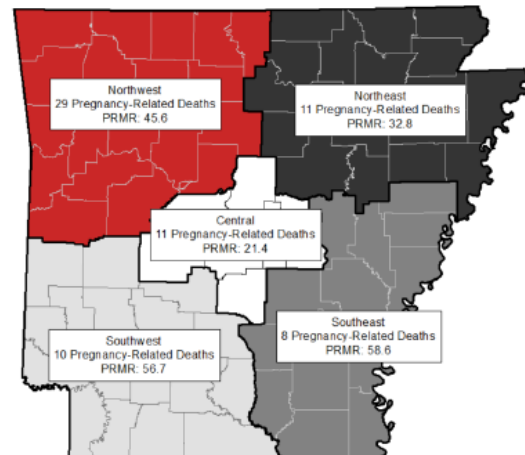 Northwest
29 Pregnancy-Related Deaths
PRMR: 45.6
Northeast
11 Pregnancy-Related Deaths
PRMR: 32.8
Central
11 Pregnancy-Related Deaths
PRMR: 21.4
Southwest
10 Pregnancy-Related Deaths
PRMR: 56.7
Southeast
8 Pregnancy-Related Deaths
PRMR: 58.6